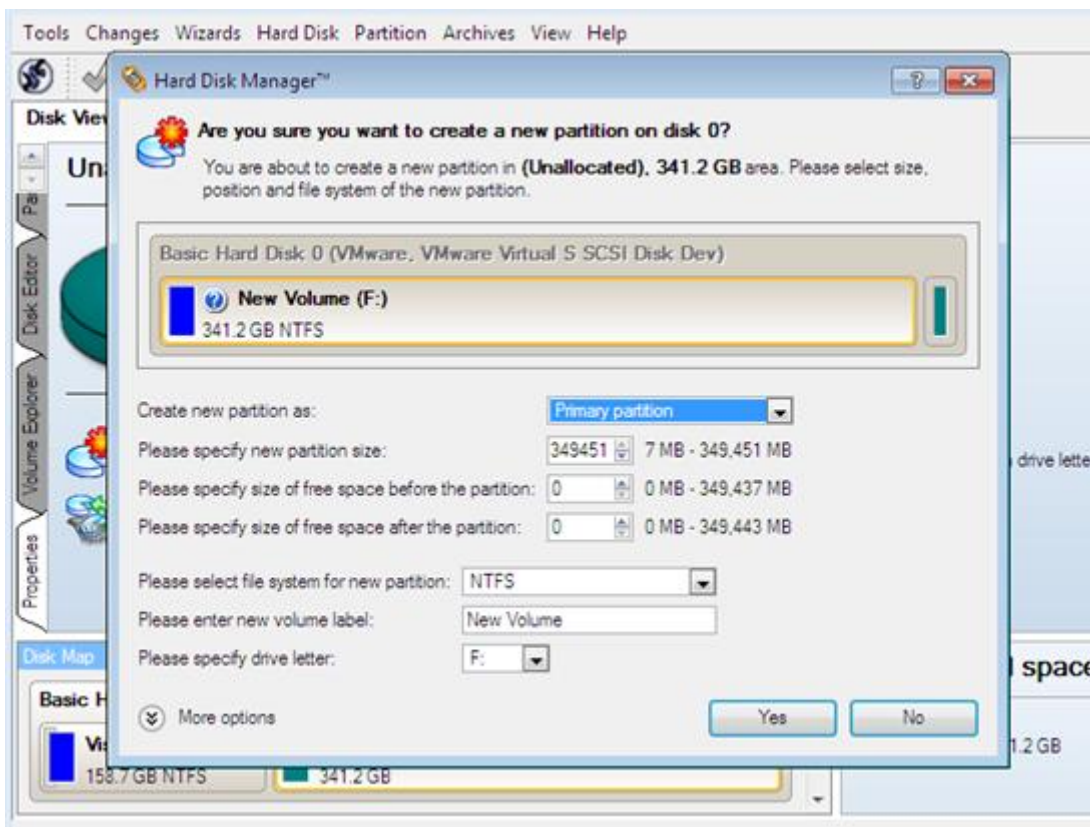 Tools Changes Wizards Hard Disk Partition Archives View Help
Hard Disk Manager™
Disk View
Are you sure you want to create a new partition on disk 0?
You are about to create a new partition in (Unallocated), 341.2 GB area. Please select size,
position and file system of the new partition.
Basic Hard Disk 0 (VMware, VMware Virtual S SCSI Disk Dev)
New Volume (F:)
341.2 GB NTFS
Disk Editor
Volume Explorer
Properties
Create new partition as: Primary partition
Please specify new partition size: 349451 7 MB - 349,451 MB
Please specify size of free space before the partition: 0 0 MB - 349,437 MB
Please specify size of free space after the partition: 0 0 MB - 349,443 MB
drive lette
Please select file system for new partition: NTFS
Please enter new volume label: New Volume
Please specify drive letter: F:
More options
Yes No
Disk Map
Basic H
Vis
158.7 GB NTFS
341.2 GB
space
1.2 GB